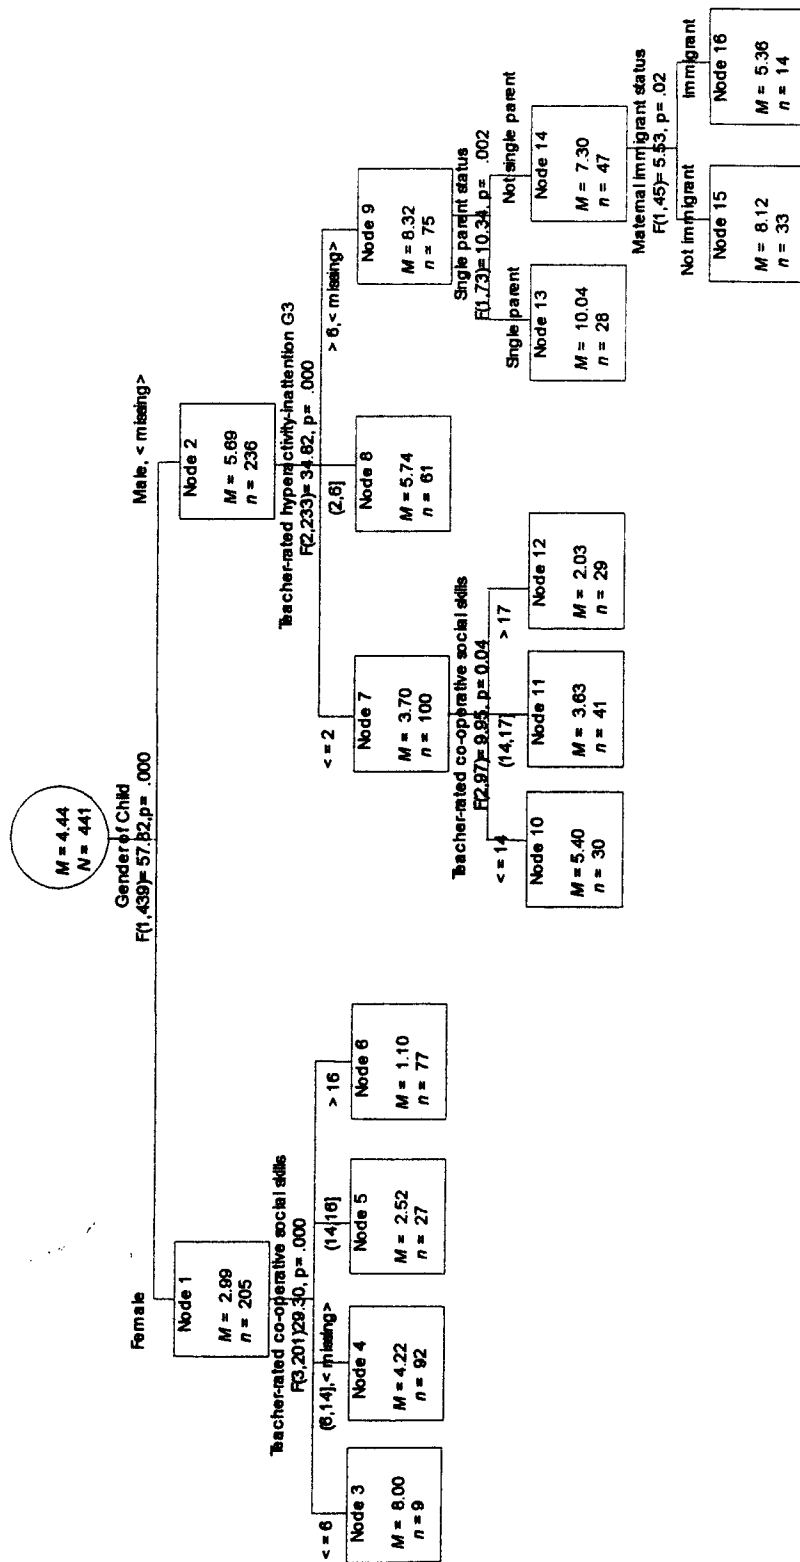 M = 4.44
N = 441
Gender of Child
F(1,439)= 57.82,p= .000
Female
Male, < missing>
Node 1
M = 2.99
n = 205
Node 2
M = 5.69
n = 236
Teacher-rated co-operative social skills
F(3,201)29.30, p= .000
Teacher-rated hyperactivity-inattention G3
F(2,233)= 34.62, p= .000
<= 6
(6,14],< missing>
(14,16]
> 16
<= 2
(2,6]
> 6,< missing>
Node 3
M = 8.00
n = 9
Node 4
M = 4.22
n = 92
Node 5
M = 2.52
n = 27
Node 6
M = 1.10
n = 77
Node 7
M = 3.70
n = 100
Node 8
M = 5.74
n = 61
Node 9
M = 8.32
n = 75
Teacher-rated co-operative social skills
F(2,97)= 9.95, p= 0.04
Sngle parent status
F(1,73)= 10.34, p= .002
<= 14
(14,17]
> 17
Sngle parent
Not single parent
Node 10
M = 5.40
n = 30
Node 11
M = 3.63
n = 41
Node 12
M = 2.03
n = 29
Node 13
M = 10.04
n = 28
Node 14
M = 7.30
n = 47
Maternal immigrant status
F(1,45)= 5.53, p= .02
Not immigrant
Immigrant
Node 15
M = 8.12
n = 33
Node 16
M = 5.36
n = 14